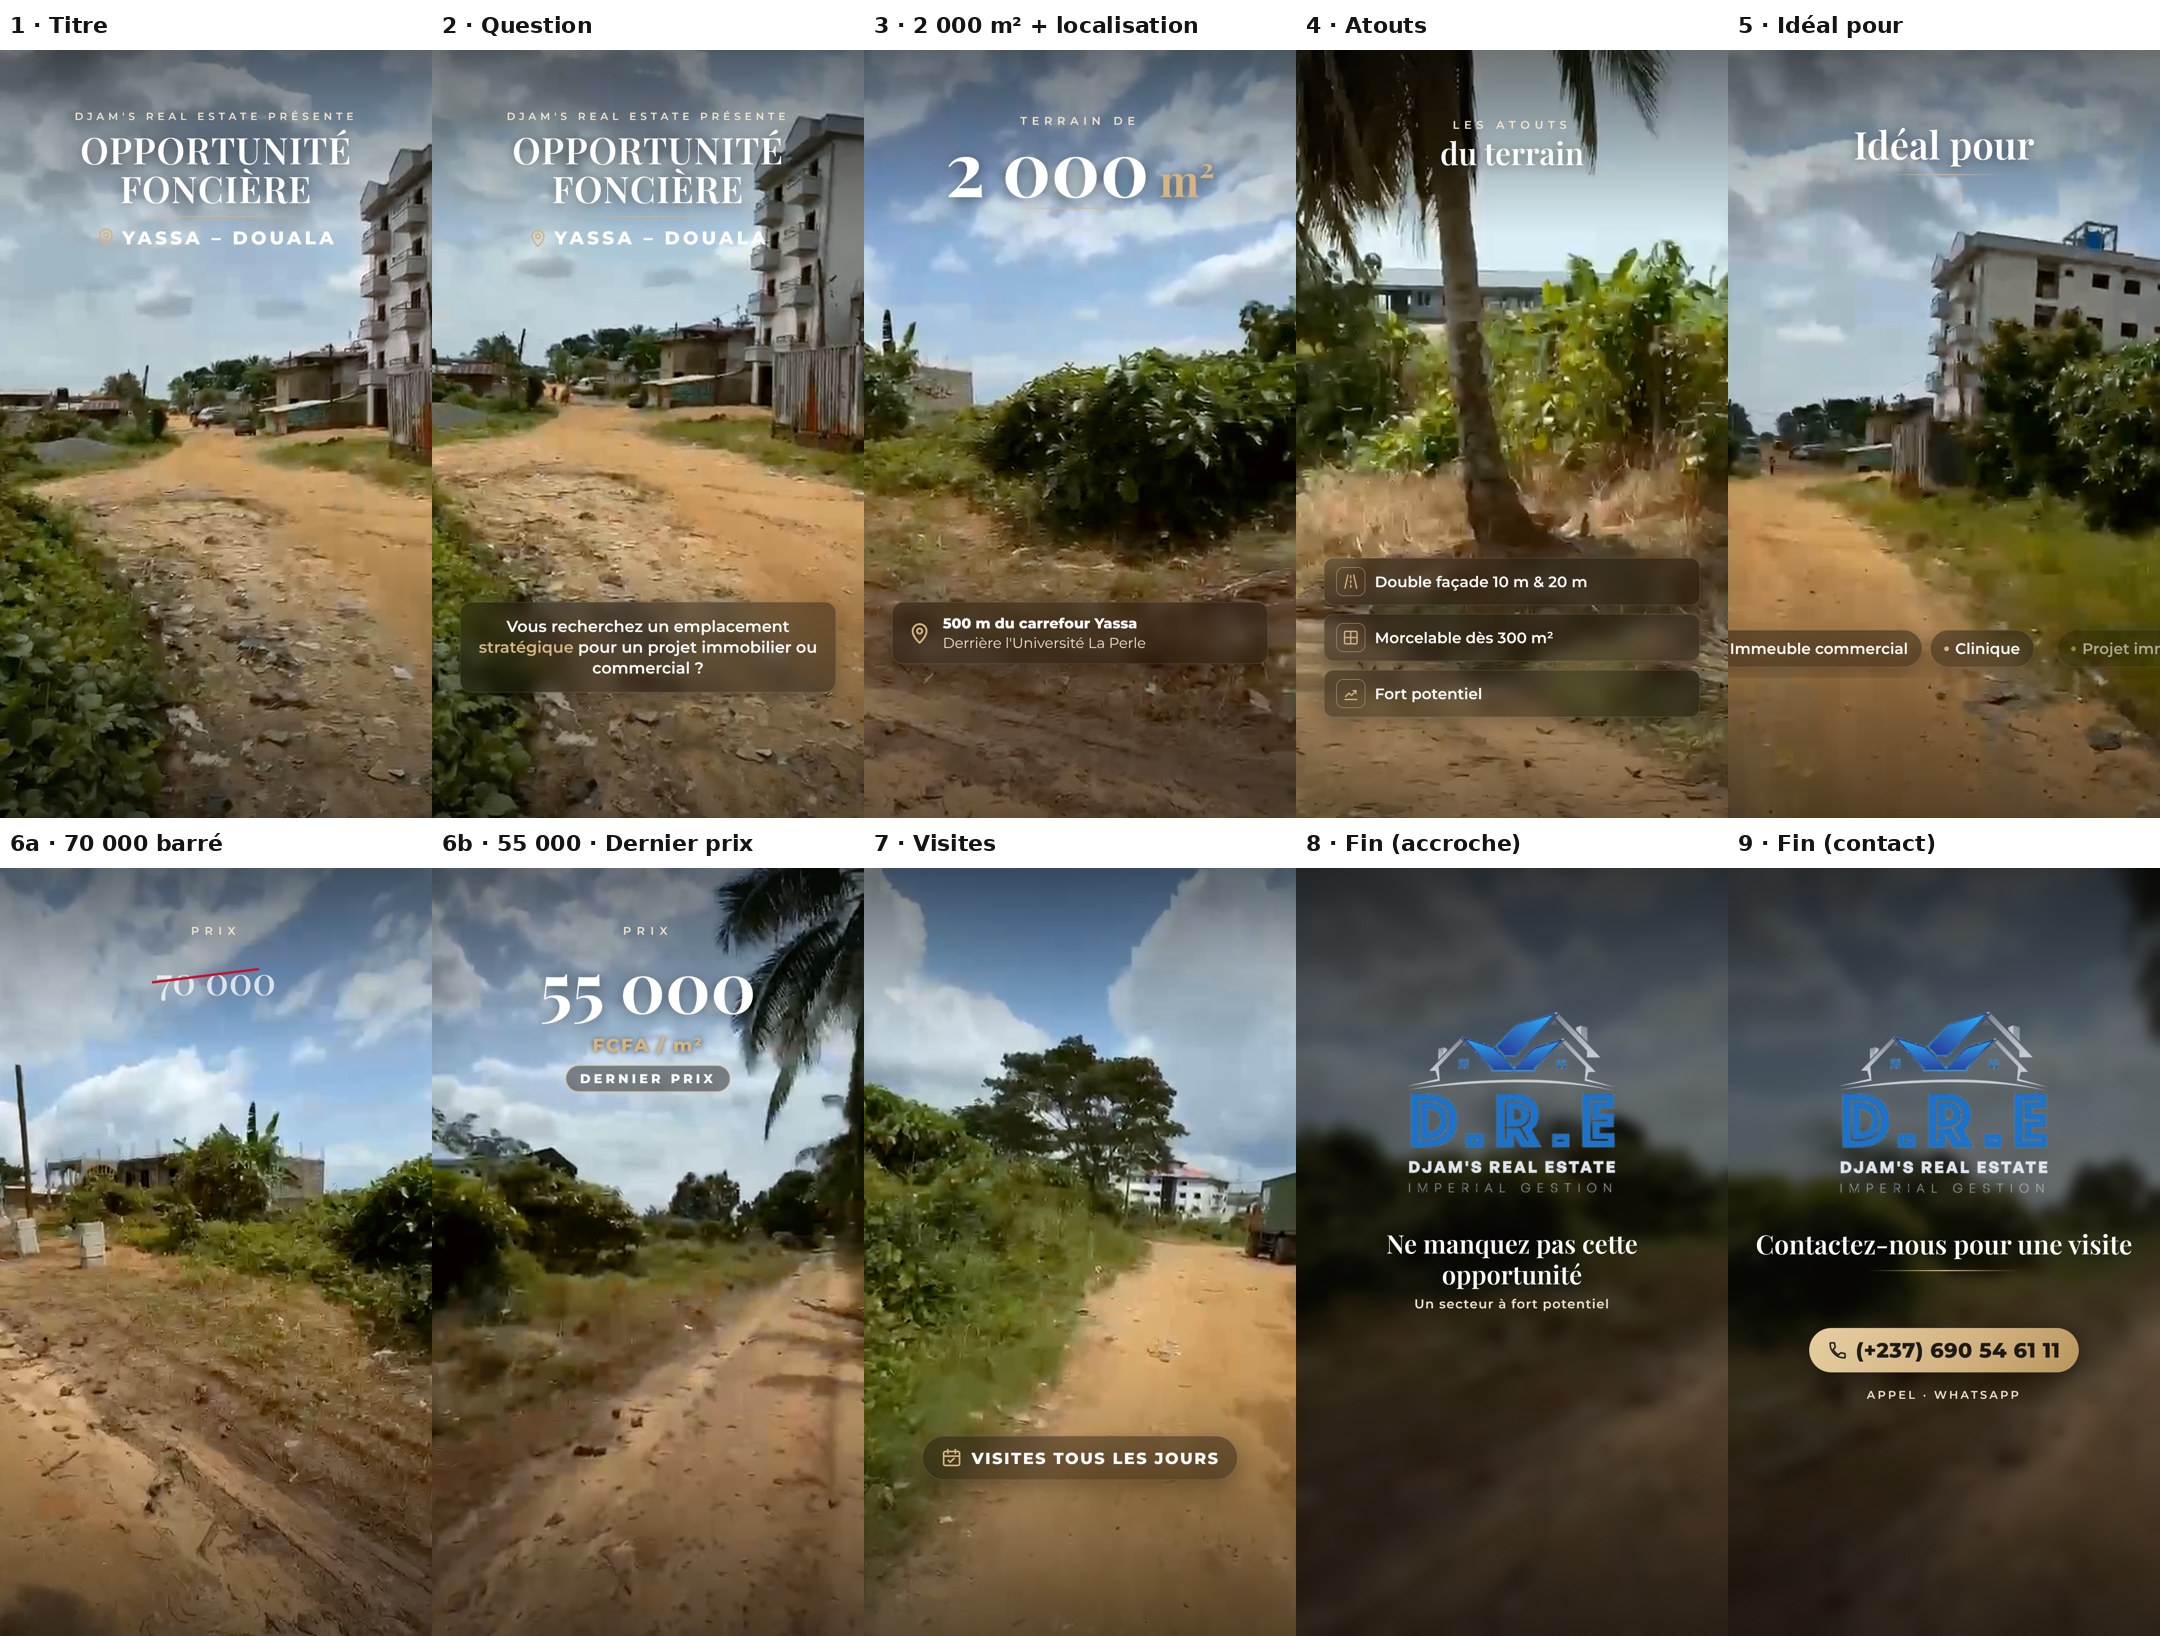 1 · Titre
DJAM'S REAL ESTATE PRÉSENTE
OPPORTUNITÉ
FONCIÈRE
YASSA – DOUALA
2 · Question
DJAM'S REAL ESTATE PRÉSENTE
OPPORTUNITÉ
FONCIÈRE
YASSA – DOUALA
Vous recherchez un emplacement
stratégique pour un projet immobilier ou
commercial ?
3 · 2 000 m² + localisation
TERRAIN DE
2 000 m²
500 m du carrefour Yassa
Derrière l'Université La Perle
4 · Atouts
LES ATOUTS
du terrain
Double façade 10 m & 20 m
Morcelable dès 300 m²
Fort potentiel
5 · Idéal pour
Idéal pour
Immeuble commercial
• Clinique
• Projet imm
6a · 70 000 barré
PRIX
70 000
6b · 55 000 · Dernier prix
PRIX
55 000
FCFA / m²
DERNIER PRIX
7 · Visites
VISITES TOUS LES JOURS
8 · Fin (accroche)
D.R.E
DJAM'S REAL ESTATE
IMPERIAL GESTION
Ne manquez pas cette
opportunité
Un secteur à fort potentiel
9 · Fin (contact)
D.R.E
DJAM'S REAL ESTATE
IMPERIAL GESTION
Contactez-nous pour une visite
(+237) 690 54 61 11
APPEL · WHATSAPP